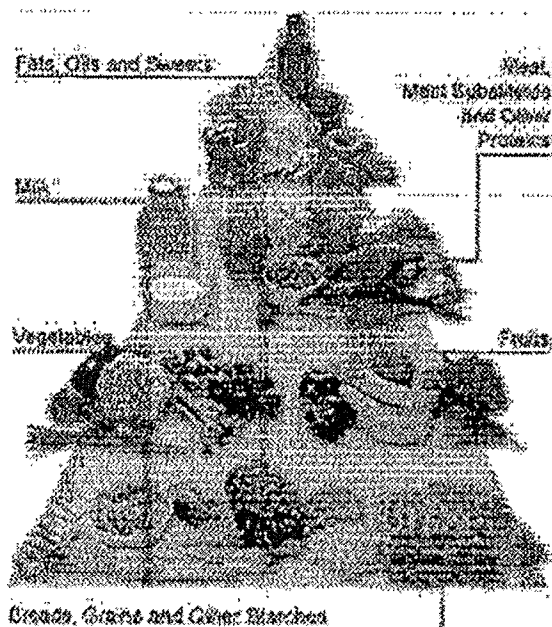 Fats, Oils and Sweets
Meat,
Meat Substitutes
and Other
Proteins
Milk
Vegetables
Fruits
Breads, Grains and Other Starches